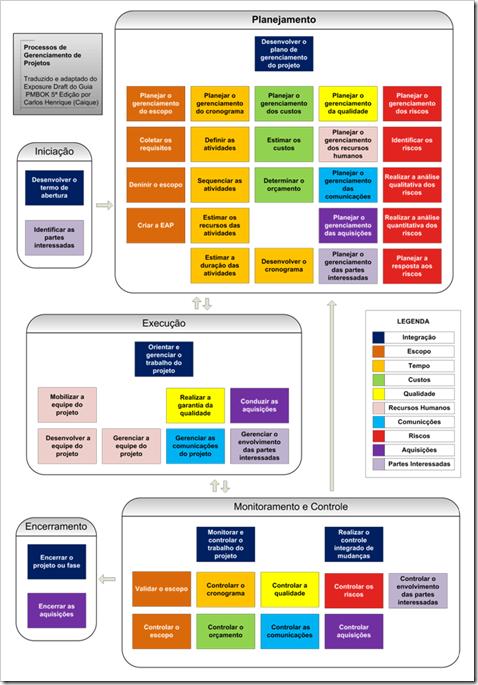 Processos de
Gerenciamento de
Projetos
Traduzido e adaptado do
Exposure Draft do Guia
PMBOK 5ª Edição por
Carlos Henrique (Caique)
Planejamento
Desenvolver o
plano de
gerenciamento
do projeto
Planejar o
gerenciamento
do escopo
Planejar o
gerenciamento
do cronograma
Planejar o
gerenciamento
dos custos
Planejar o
gerenciamento
da qualidade
Planejar o
gerenciamento
dos riscos
Coletar os
requisitos
Definir as
atividades
Estimar os
custos
Planejar o
gerenciamento
dos recursos
humanos
Identificar os
riscos
Deninir o escopo
Sequenciar as
atividades
Determinar o
orçamento
Planejar o
gerenciamento
das
comunicações
Realizar a análise
qualitativa dos
riscos
Criar a EAP
Estimar os
recursos das
atividades
Planejar o
gerenciamento
das aquisições
Realizar a análise
quantitativa dos
riscos
Estimar a
duração das
atividades
Desenvolver o
cronograma
Planejar o
gerenciamento
das partes
interessadas
Planejar a
resposta aos
riscos
Iniciação
Desenvolver o
termo de
abertura
Identificar as
partes
interessadas
Execução
Orientar e
gerenciar o
trabalho do
projeto
Mobilizar a
equipe do
projeto
Realizar a
garantia da
qualidade
Conduzir as
aquisições
Desenvolver a
equipe do
projeto
Gerenciar a
equipe do
projeto
Gerenciar as
comunicações
do projeto
Gerenciar o
envolvimento
das partes
interessadas
LEGENDA
Integração
Escopo
Tempo
Custos
Qualidade
Recursos Humanos
Comunicções
Riscos
Aquisições
Partes Interessadas
Monitoramento e Controle
Monitorar e
controlar o
trabalho do
projeto
Realizar o
controle
integrado de
mudanças
Validar o escopo
Controlarr o
cronograma
Controlar a
qualidade
Controlar os
riscos
Controlar o
envolvimento
das partes
interessadas
Controlar o
escopo
Controlar o
orçamento
Controlar as
comunicações
Controlar
aquisições
Encerramento
Encerrar o
projeto ou fase
Encerrar as
aquisições